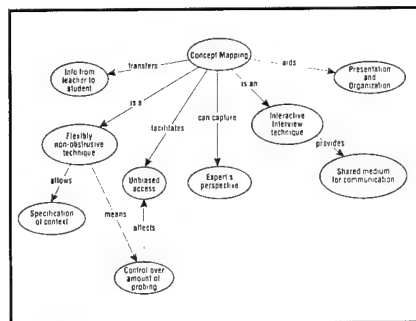 Concept Mapping
transfers
aids
Info from
teacher to
student
Presentation
and
Organization
is a
is an
facilitates
can capture
Interactive
Interview
technique
Flexibly
non-obstrusive
technique
provides
Unbiased
access
Expert's
perspective
Shared medium
for communication
allows
means
affects
Specification
of context
Control over
amount of
probing